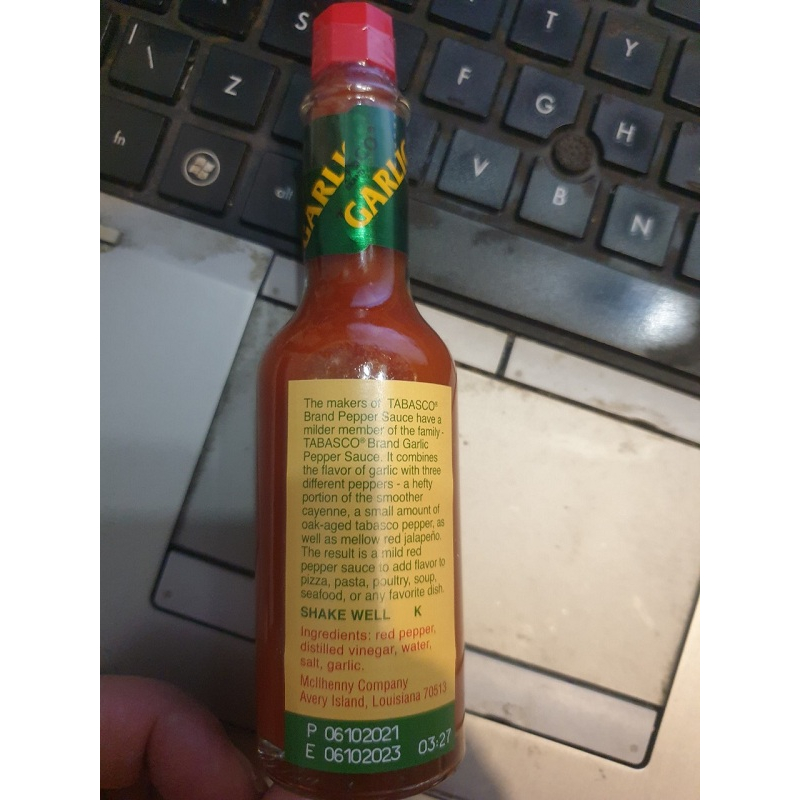 S
T
Y
\
Z
F
G
H
fn
alt
V
B
N
GARLIC
GARLIC
The makers of TABASCO®
Brand Pepper Sauce have a
milder member of the family-
TABASCO® Brand Garlic
Pepper Sauce. It combines
the flavor of garlic with three
different peppers - a hefty
portion of the smoother
cayenne, a small amount of
oak-aged tabasco pepper, as
well as mellow red jalapeño.
The result is a mild red
pepper sauce to add flavor to
pizza, pasta, poultry, soup,
seafood, or any favorite dish.
SHAKE WELL K
Ingredients: red pepper,
distilled vinegar, water,
salt, garlic.
McIlhenny Company
Avery Island, Louisiana 70513
P 06102021
E 06102023 03:27